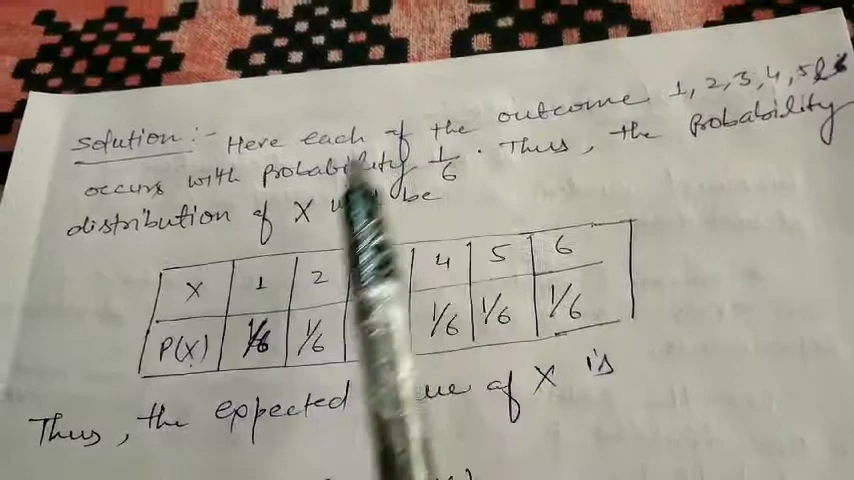 Solution :- Here each of the outcome 1, 2, 3, 4, 5 &
occurs with probability 1/6. Thus, the probability
distribution of X be
X 1 2 4 5 6
P(X) 1/6 1/6 1/6 1/6 1/6
Thus, the expected of X is